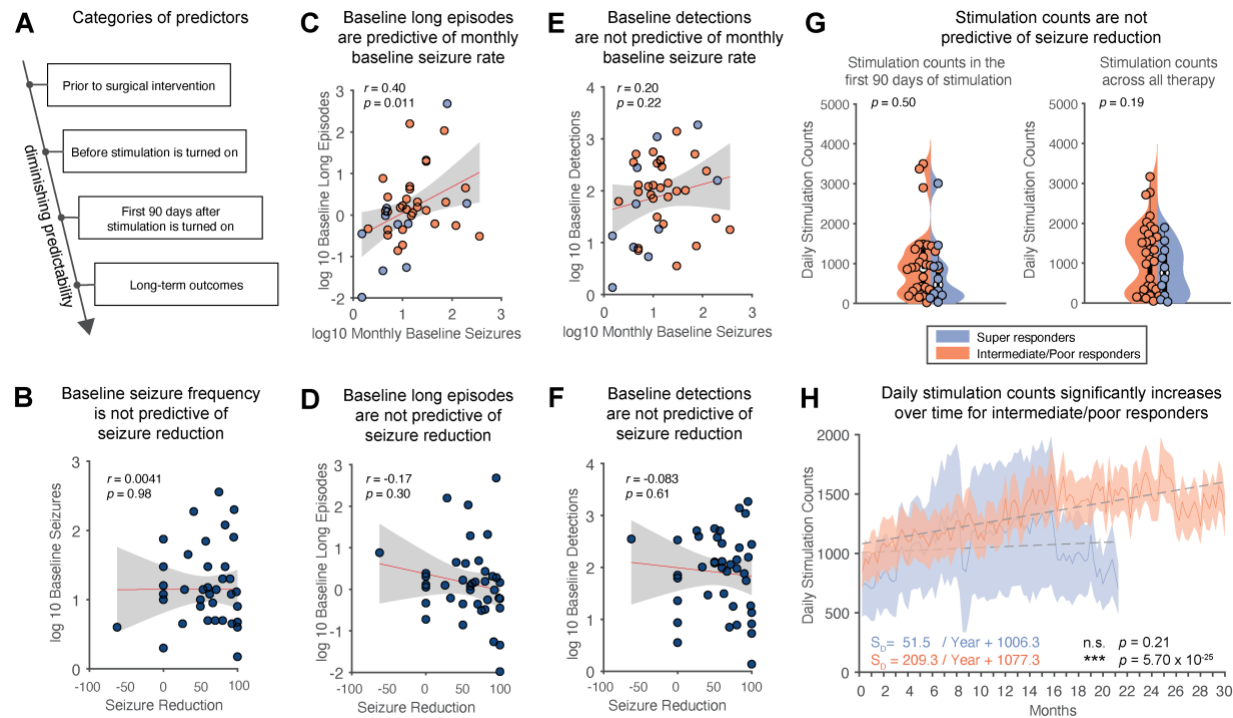 A
Categories of predictors
Prior to surgical intervention
Before stimulation is turned on
First 90 days after
stimulation is turned on
Long-term outcomes
diminishing predictability
C
Baseline long episodes
are predictive of monthly
baseline seizure rate
r = 0.40
p = 0.011
log 10 Baseline Long Episodes
3
2
1
0
-1
-2
0
1
2
3
log10 Monthly Baseline Seizures
E
Baseline detections
are not predictive of monthly
baseline seizure rate
r = 0.20
p = 0.22
log 10 Baseline Detections
4
3
2
1
0
0
1
2
3
log10 Monthly Baseline Seizures
G
Stimulation counts are not
predictive of seizure reduction
Stimulation counts in the
first 90 days of stimulation
p = 0.50
Daily Stimulation Counts
5000
4000
3000
2000
1000
0
Stimulation counts
across all therapy
p = 0.19
Daily Stimulation Counts
5000
4000
3000
2000
1000
0
Super responders
Intermediate/Poor responders
B
Baseline seizure frequency
is not predictive of
seizure reduction
r = 0.0041
p = 0.98
log 10 Baseline Seizures
3
2
1
0
-100
-50
0
50
100
Seizure Reduction
D
Baseline long episodes
are not predictive of
seizure reduction
r = -0.17
p = 0.30
log 10 Baseline Long Episodes
3
2
1
0
-1
-2
-100
-50
0
50
100
Seizure Reduction
F
Baseline detections
are not predictive of
seizure reduction
r = -0.083
p = 0.61
log 10 Baseline Detections
4
3
2
1
0
-100
-50
0
50
100
Seizure Reduction
H
Daily stimulation counts significantly increases
over time for intermediate/poor responders
Daily Stimulation Counts
2000
1500
1000
500
0
S_D = 51.5 / Year + 1006.3 n.s. p = 0.21
S_D = 209.3 / Year + 1077.3 *** p = 5.70 x 10^-25
0 2 4 6 8 10 12 14 16 18 20 21 22 24 26 28 30
Months